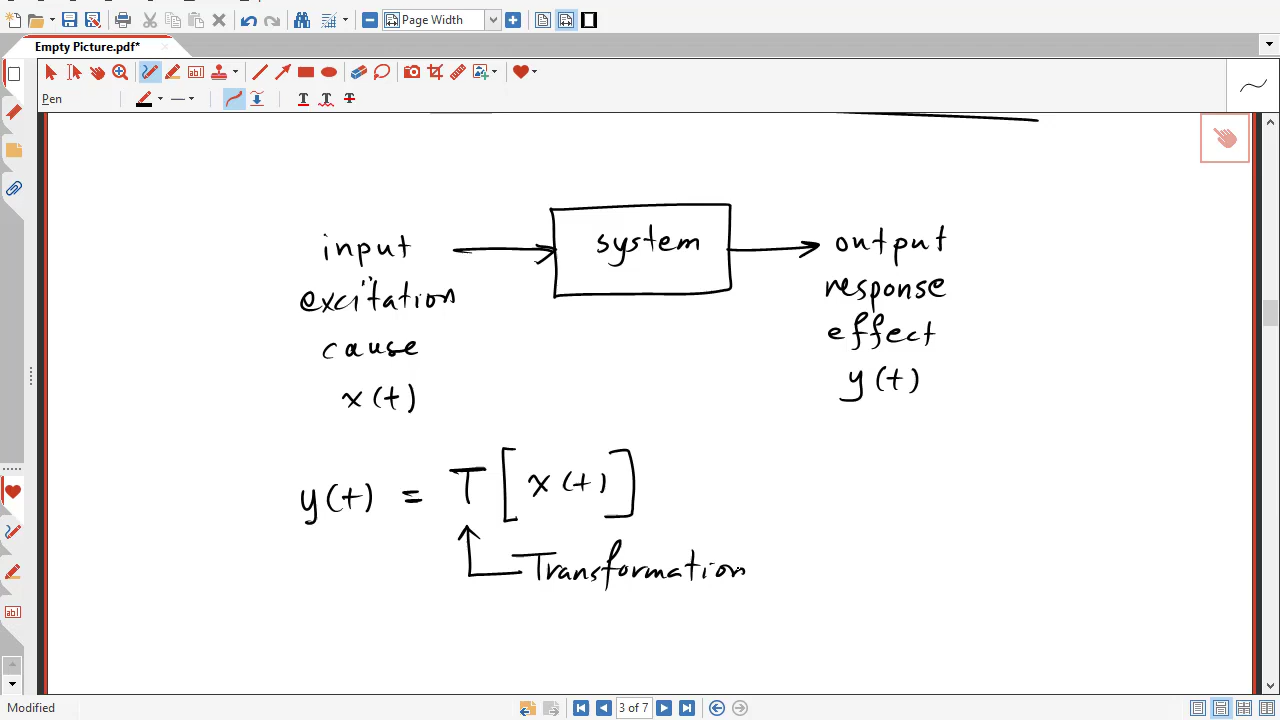 Page Width
Empty Picture.pdf*
Pen
input
system
output
excitation
response
cause
effect
x(t)
y(t)
y(t) = T [x(t)]
Transformation
Modified
3 of 7